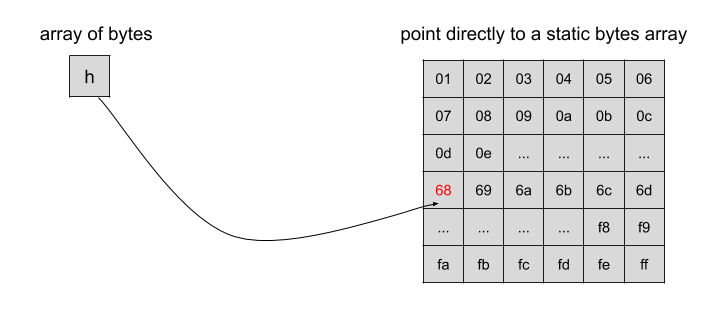 array of bytes
point directly to a static bytes array
h
01 02 03 04 05 06
07 08 09 0a 0b 0c
0d 0e ... ... ... ...
68 69 6a 6b 6c 6d
... ... ... ... f8 f9
fa fb fc fd fe ff